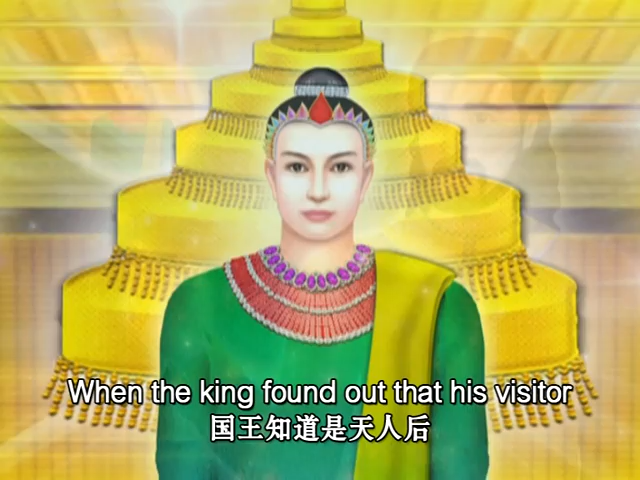 When the king found out that his visitor
国王知道是天人后